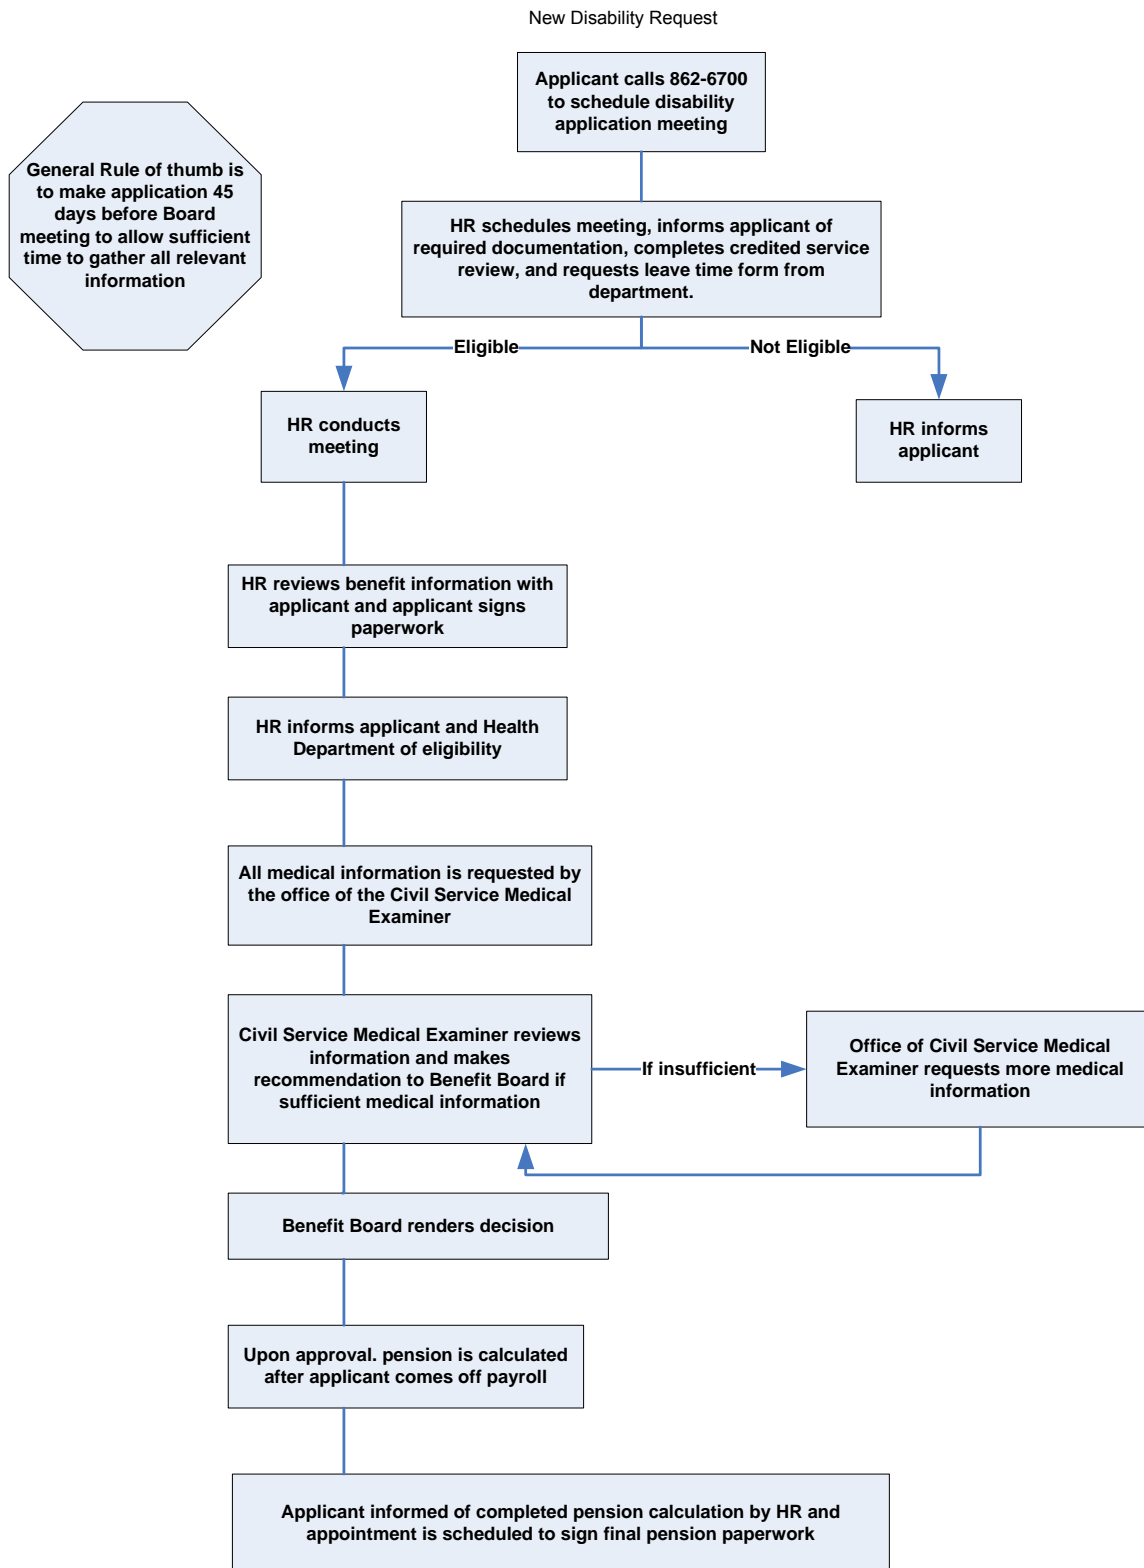 New Disability Request
Applicant calls 862-6700
to schedule disability
application meeting
General Rule of thumb is
to make application 45
days before Board
meeting to allow sufficient
time to gather all relevant
information
HR schedules meeting, informs applicant of
required documentation, completes credited service
review, and requests leave time form from
department.
Eligible
Not Eligible
HR conducts
meeting
HR informs
applicant
HR reviews benefit information with
applicant and applicant signs
paperwork
HR informs applicant and Health
Department of eligibility
All medical information is requested by
the office of the Civil Service Medical
Examiner
Civil Service Medical Examiner reviews
information and makes
recommendation to Benefit Board if
sufficient medical information
If insufficient
Office of Civil Service Medical
Examiner requests more medical
information
Benefit Board renders decision
Upon approval. pension is calculated
after applicant comes off payroll
Applicant informed of completed pension calculation by HR and
appointment is scheduled to sign final pension paperwork